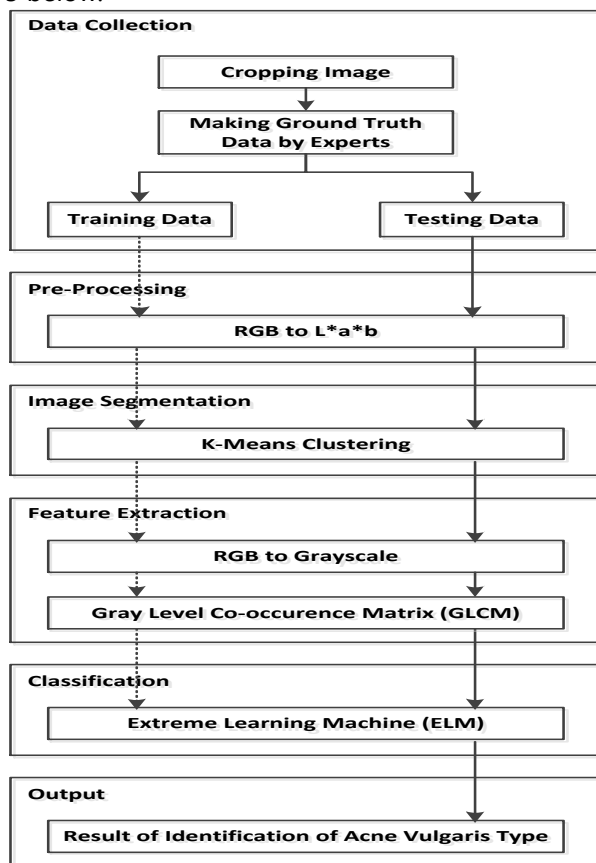 Data Collection
Cropping Image
Making Ground Truth
Data by Experts
Training Data
Testing Data
Pre-Processing
RGB to L*a*b
Image Segmentation
K-Means Clustering
Feature Extraction
RGB to Grayscale
Gray Level Co-occurence Matrix (GLCM)
Classification
Extreme Learning Machine (ELM)
Output
Result of Identification of Acne Vulgaris Type